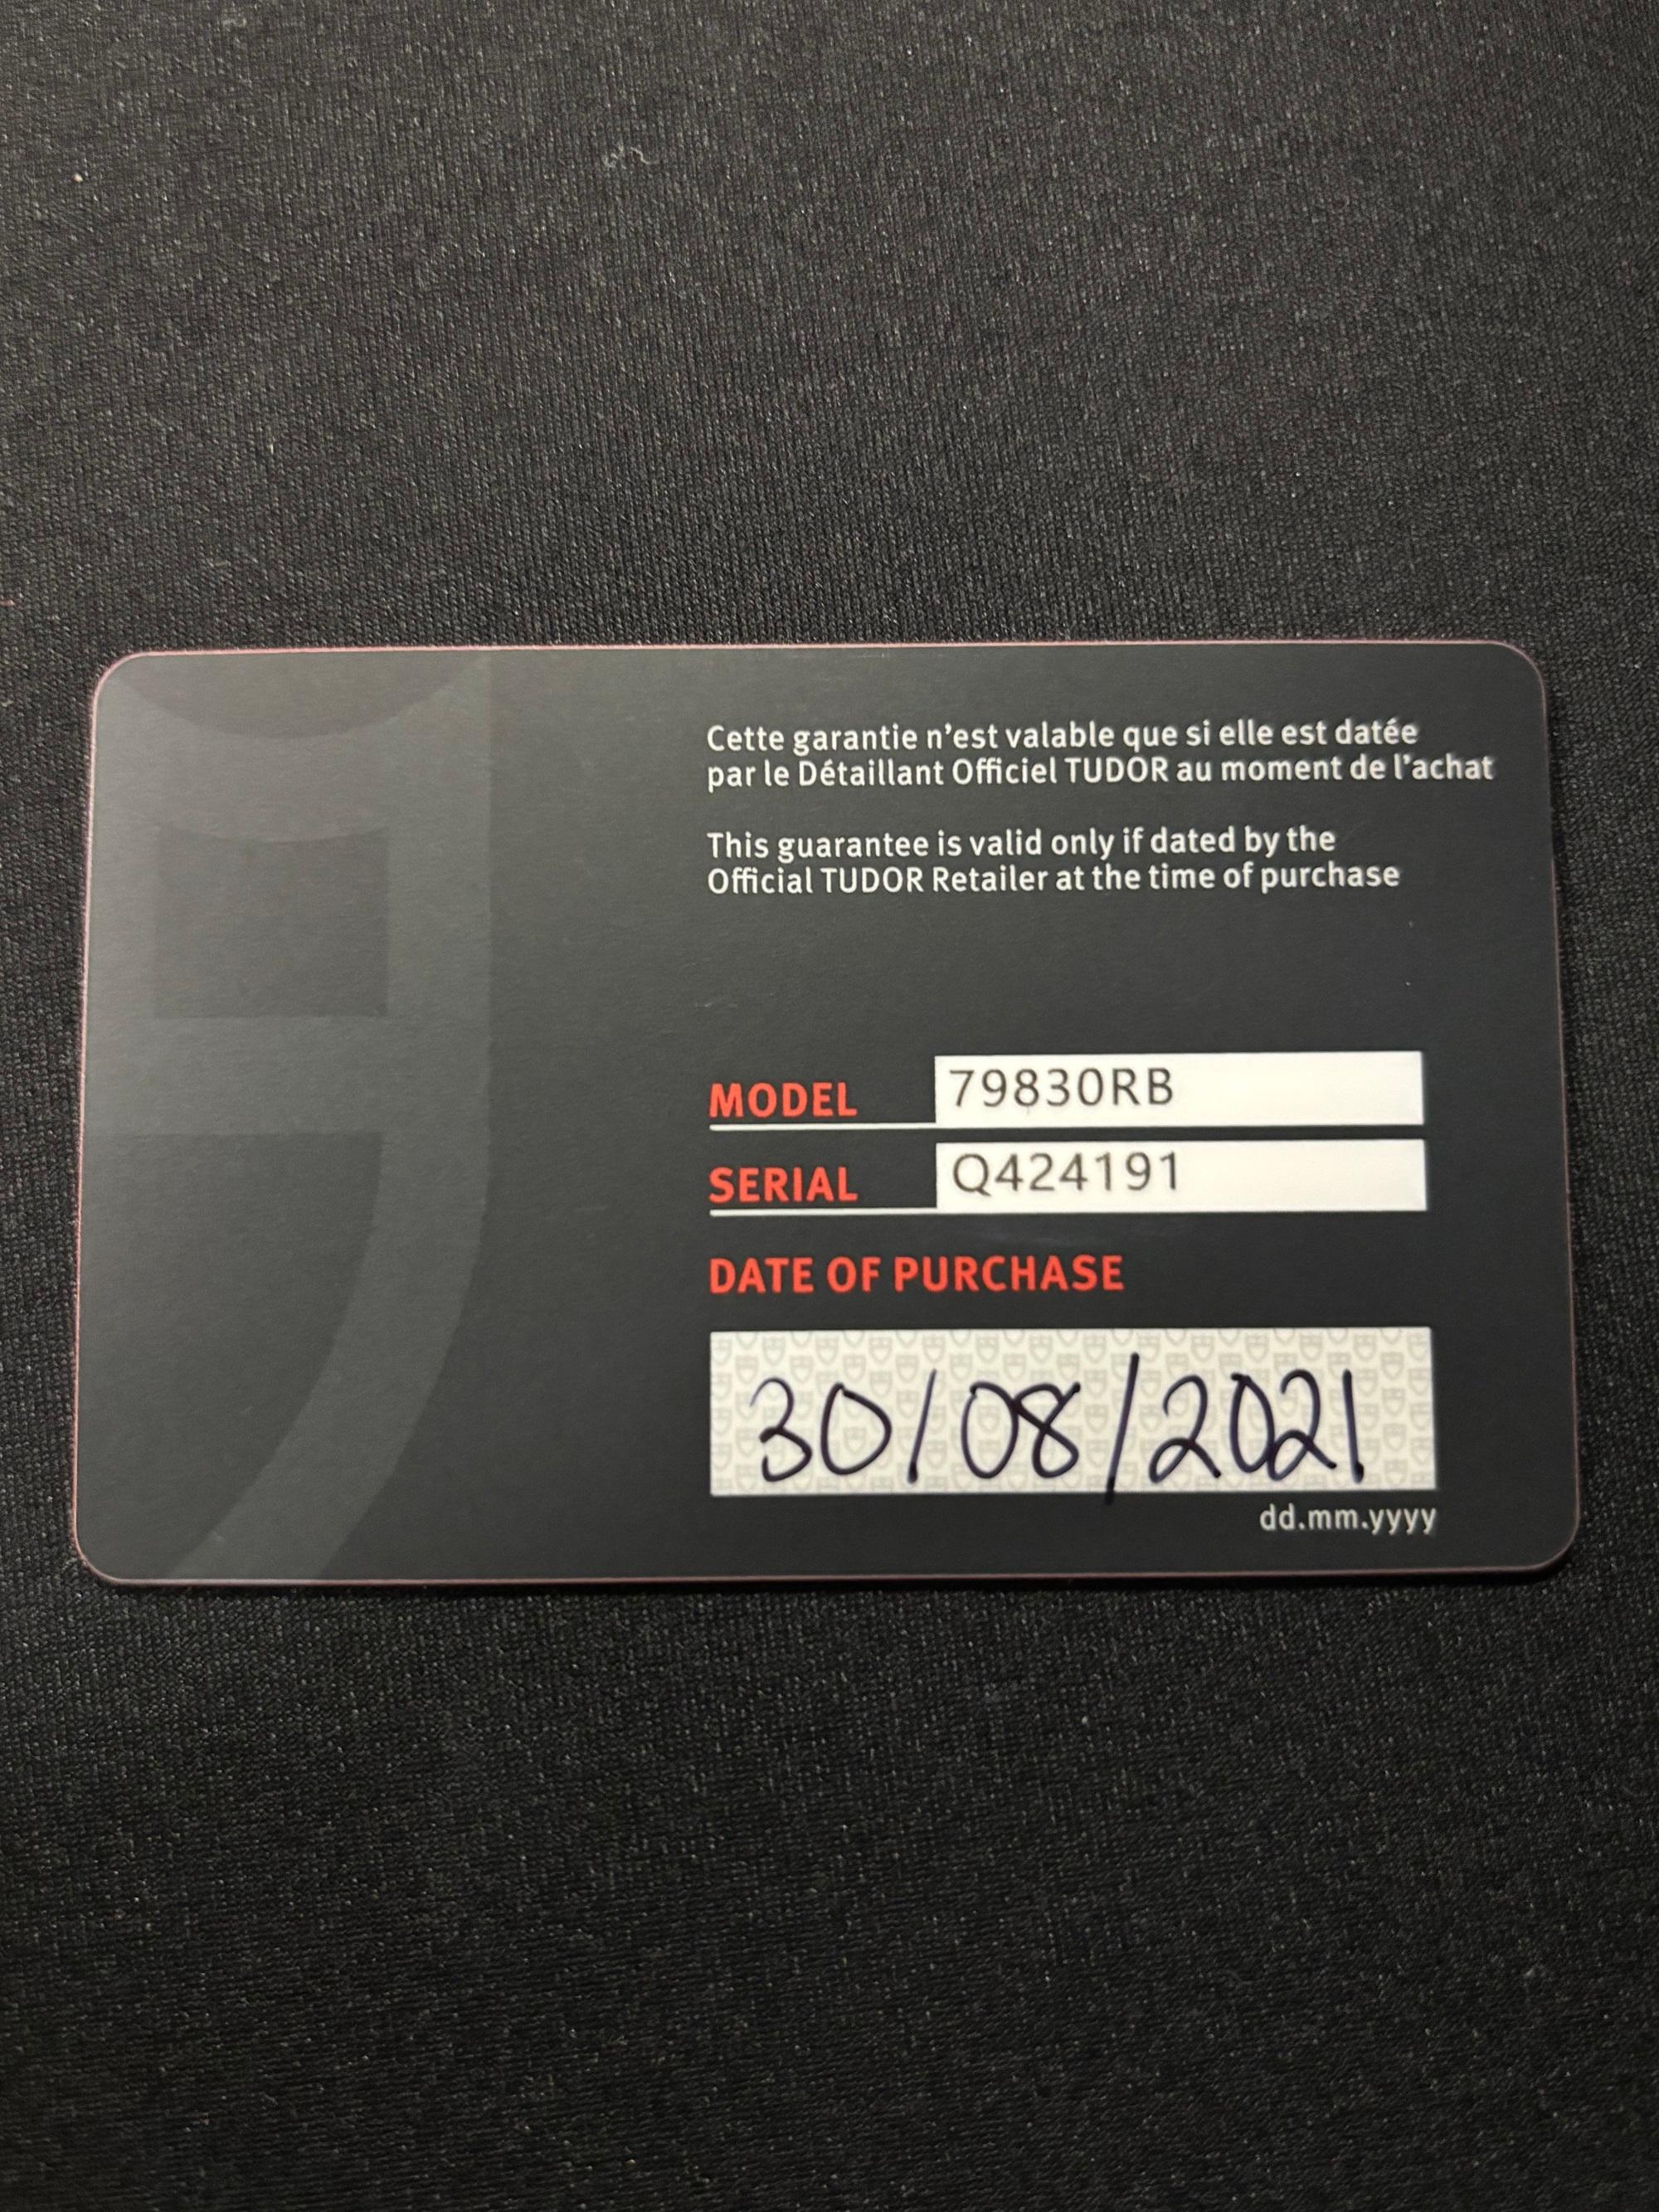 Cette garantie n'est valable que si elle est datée
par le Détaillant Officiel TUDOR au moment de l'achat
This guarantee is valid only if dated by the
Official TUDOR Retailer at the time of purchase
MODEL 79830RB
SERIAL Q424191
DATE OF PURCHASE
30/08/2021
dd.mm.yyyy